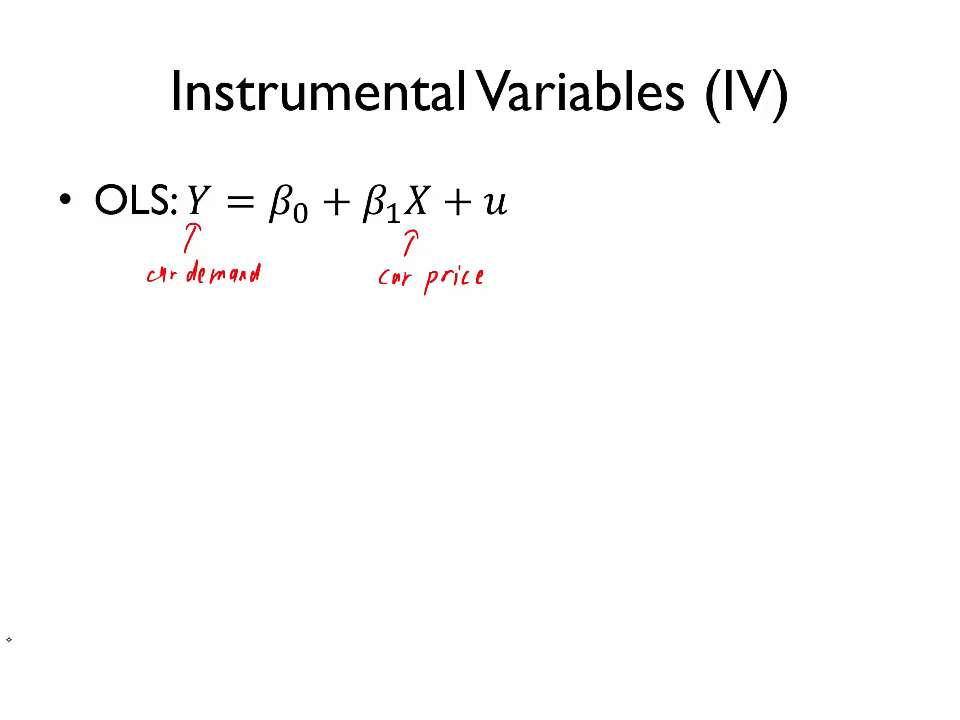 Instrumental Variables (IV)
• OLS: 𝑌 = 𝛽₀ + 𝛽₁𝑋 + 𝑢
car demand car price